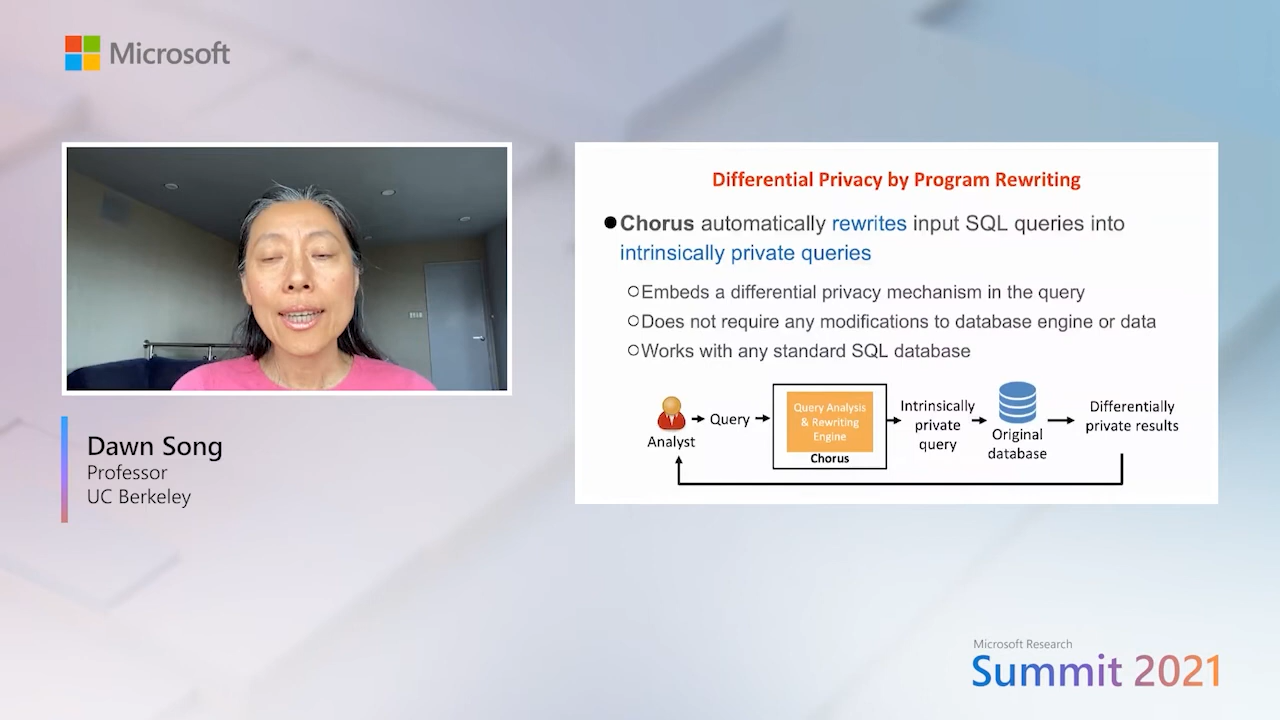 Microsoft
Differential Privacy by Program Rewriting
Chorus automatically rewrites input SQL queries into
intrinsically private queries
Embeds a differential privacy mechanism in the query
Does not require any modifications to database engine or data
Works with any standard SQL database
Analyst
Query
Query Analysis
& Rewriting
Engine
Chorus
Intrinsically
private
query
Original
database
Differentially
private results
Dawn Song
Professor
UC Berkeley
Microsoft Research
Summit 2021